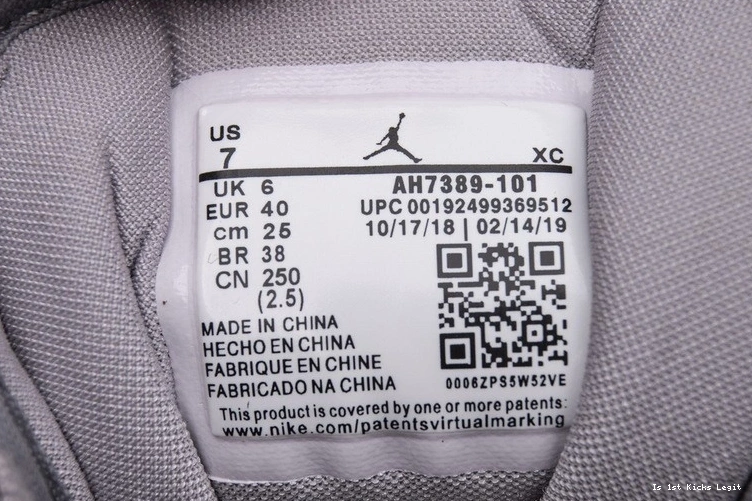 US
7
XC
UK 6
EUR 40
cm 25
BR 38
CN 250
(2.5)
AH7389-101
UPC 00192499369512
10/17/18 | 02/14/19
MADE IN CHINA
HECHO EN CHINA
FABRIQUE EN CHINE
FABRICADO NA CHINA
0006ZPS5W52VE
This product is covered by one or more patents:
www.nike.com/patentsvirtualmarking
Is 1st Kicks Legit